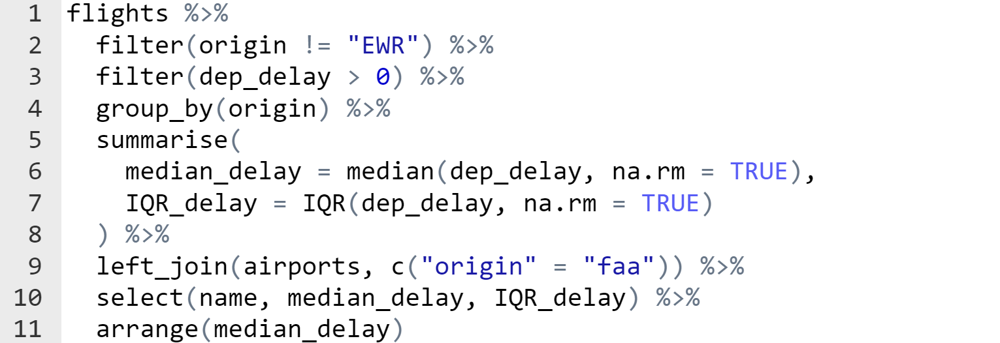 1 flights %>%
2   filter(origin != "EWR") %>%
3   filter(dep_delay > 0) %>%
4   group_by(origin) %>%
5   summarise(
6     median_delay = median(dep_delay, na.rm = TRUE),
7     IQR_delay = IQR(dep_delay, na.rm = TRUE)
8   ) %>%
9   left_join(airports, c("origin" = "faa")) %>%
10   select(name, median_delay, IQR_delay) %>%
11   arrange(median_delay)